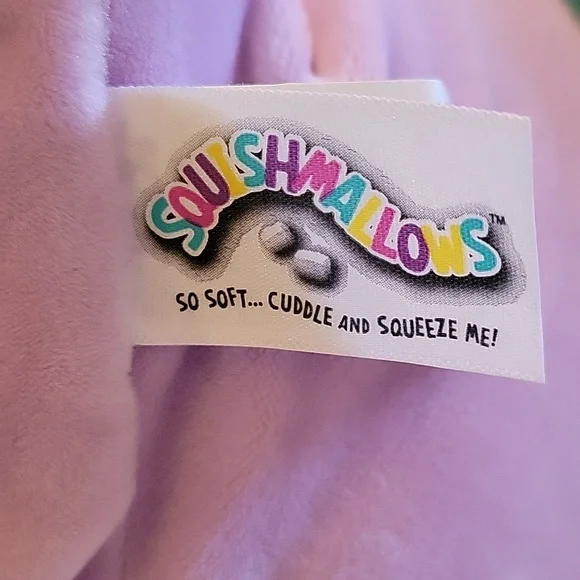 SQUISHMALLOWS™
SO SOFT... CUDDLE AND SQUEEZE ME!